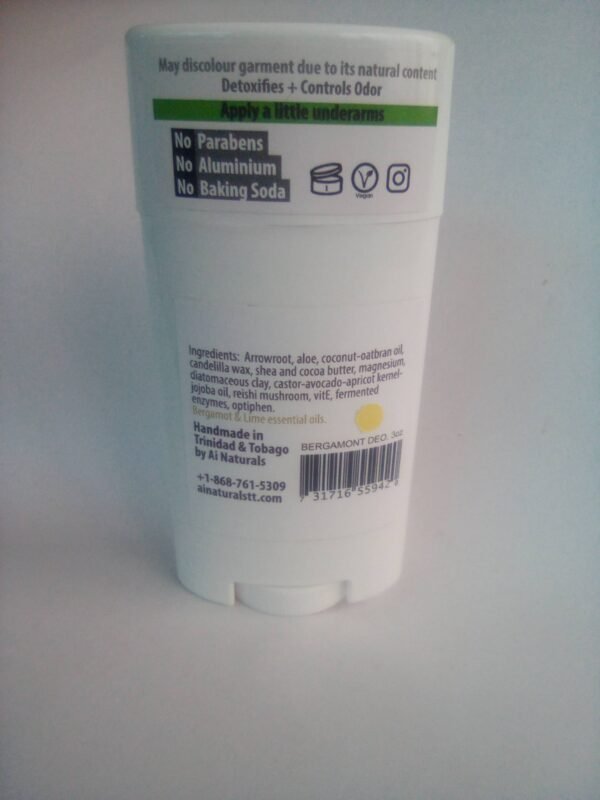 May discolour garment due to its natural content
Detoxifies + Controls Odor
Apply a little underarms
No Parabens
No Aluminium
No Baking Soda
Vegan
Ingredients: Arrowroot, aloe, coconut-oatbran oil,
candelilla wax, shea and cocoa butter, magnesium,
diatomaceous clay, castor-avocado-apricot kernel-
jojoba oil, reishi mushroom, vitE, fermented
enzymes, optiphen.
Bergamot & Lime essential oils.
Handmade in
Trinidad & Tobago
by Ai Naturals
+1-868-761-5309
ainaturalstt.com
BERGAMONT DEO. 3oz
7 31716 55942